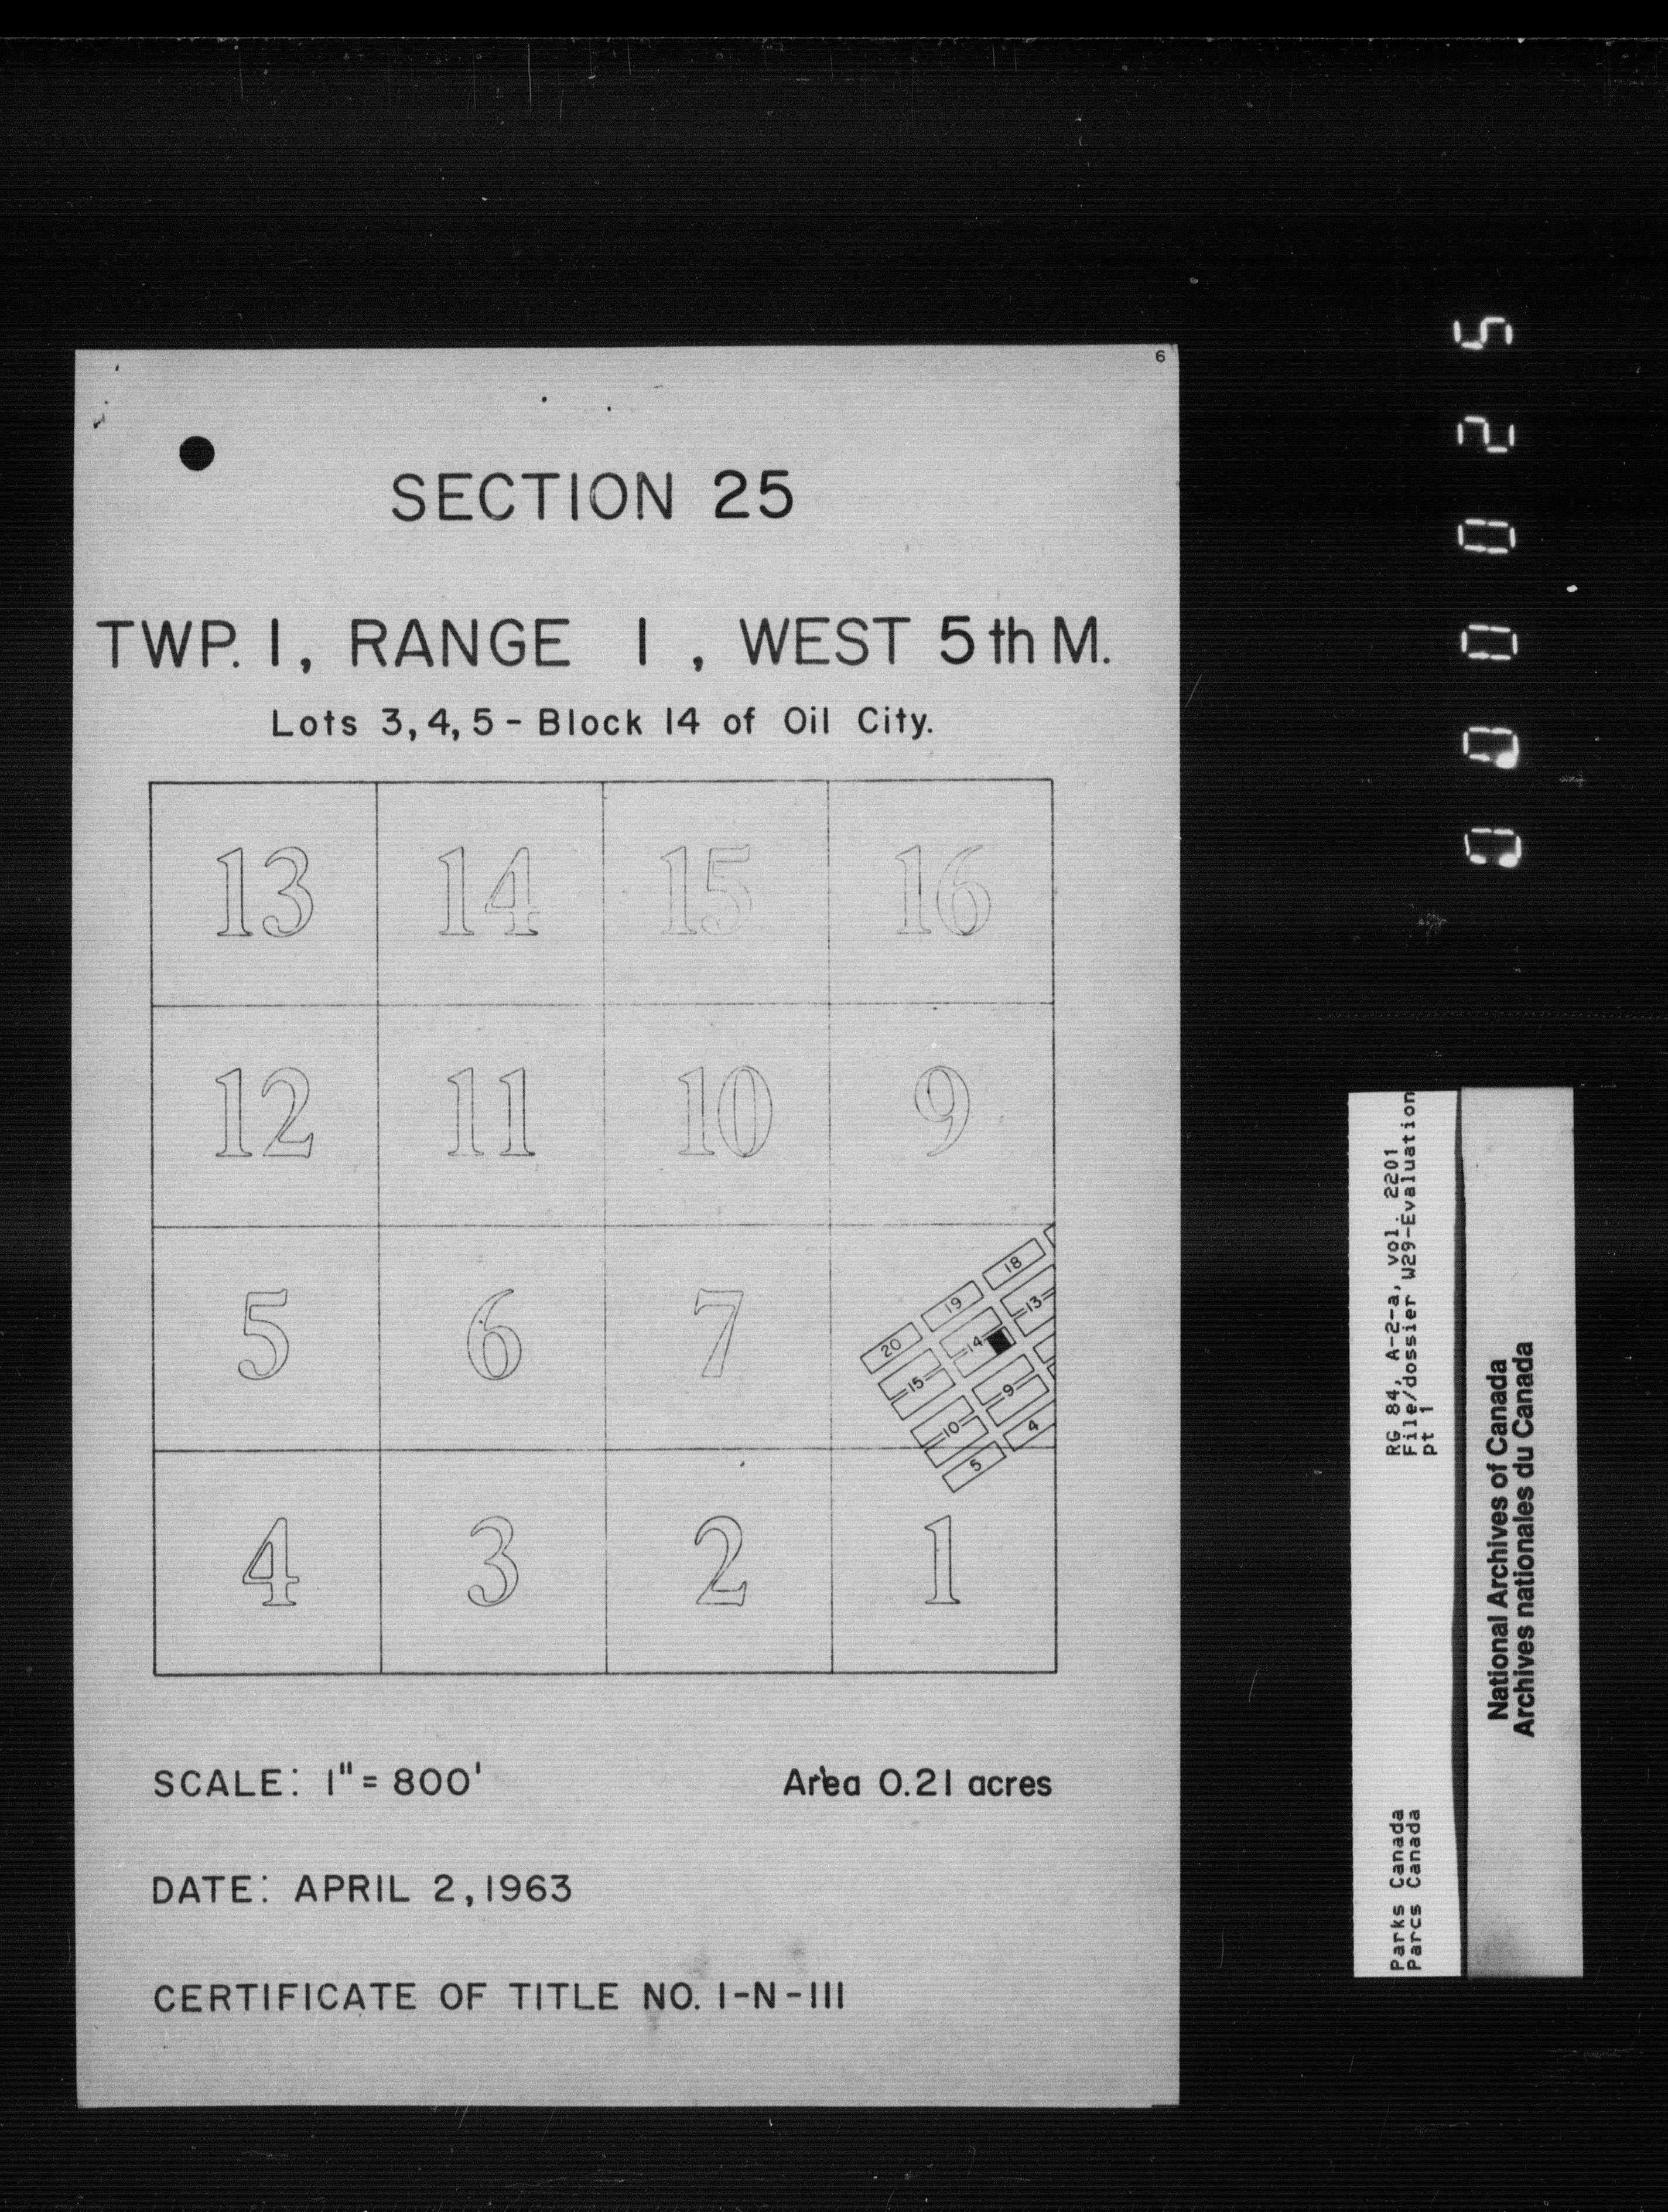 6
SECTION 25
TWP. 1, RANGE 1, WEST 5th M.
Lots 3, 4, 5 - Block 14 of Oil City.
13 14 15 16
12 11 10 9
5 6 7
18
19 13
20 14
15 9
10 4
5
4 3 2 1
SCALE: 1" = 800' Area 0.21 acres
DATE: APRIL 2, 1963
CERTIFICATE OF TITLE NO. 1-N-111
000025
RG 84, A-2-a, vol. 2201
File/dossier W29-Evaluation
pt 1
Parks Canada
Parcs Canada
National Archives of Canada
Archives nationales du Canada